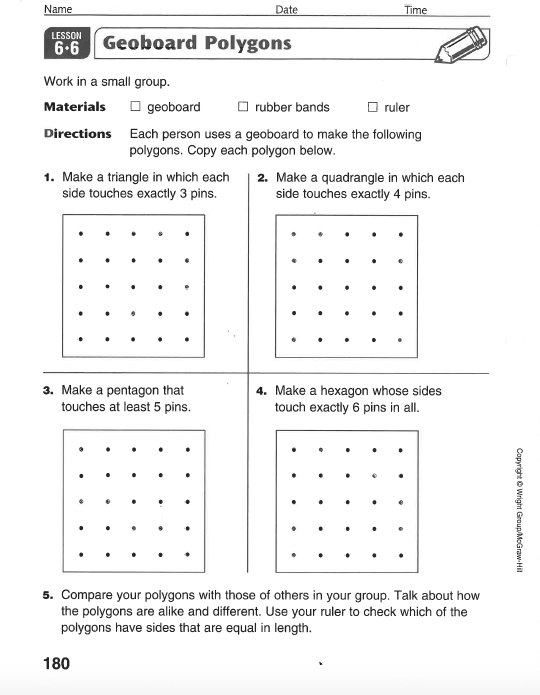 Name Date Time
LESSON
6·6
Geoboard Polygons
Work in a small group.
Materials □ geoboard □ rubber bands □ ruler
Directions Each person uses a geoboard to make the following
polygons. Copy each polygon below.
1. Make a triangle in which each
side touches exactly 3 pins.
2. Make a quadrangle in which each
side touches exactly 4 pins.
3. Make a pentagon that
touches at least 5 pins.
4. Make a hexagon whose sides
touch exactly 6 pins in all.
Copyright © Wright Group/McGraw-Hill
5. Compare your polygons with those of others in your group. Talk about how
the polygons are alike and different. Use your ruler to check which of the
polygons have sides that are equal in length.
180